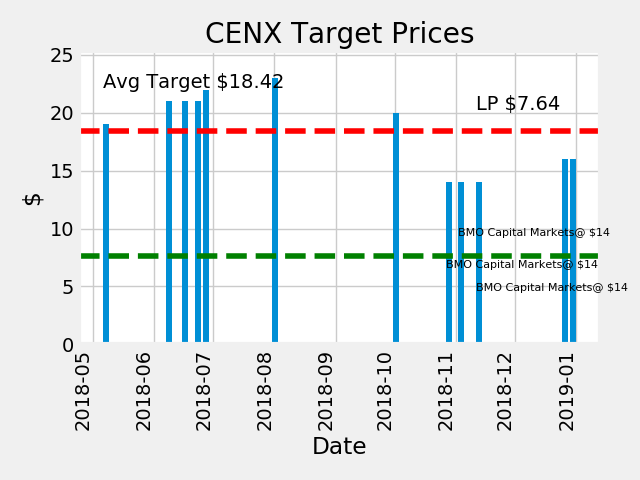 CENX Target Prices
25
Avg Target $18.42
LP $7.64
20
15
$
10
BMO Capital Markets@ $14
BMO Capital Markets@ $14
5
BMO Capital Markets@ $14
0
2018-05
2018-06
2018-07
2018-08
2018-09
2018-10
2018-11
2018-12
2019-01
Date